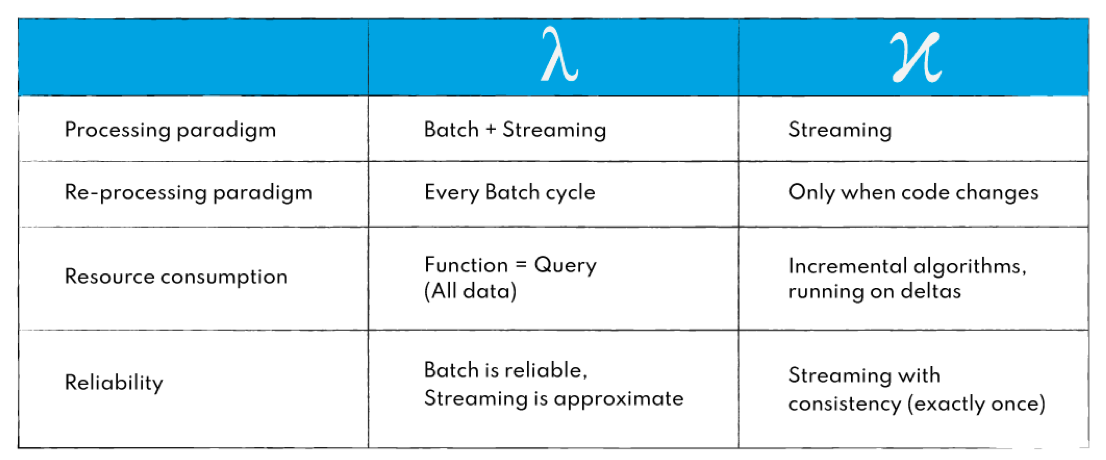 λ
ϰ
Processing paradigm
Batch + Streaming
Streaming
Re-processing paradigm
Every Batch cycle
Only when code changes
Resource consumption
Function = Query
(All data)
Incremental algorithms,
running on deltas
Reliability
Batch is reliable,
Streaming is approximate
Streaming with
consistency (exactly once)